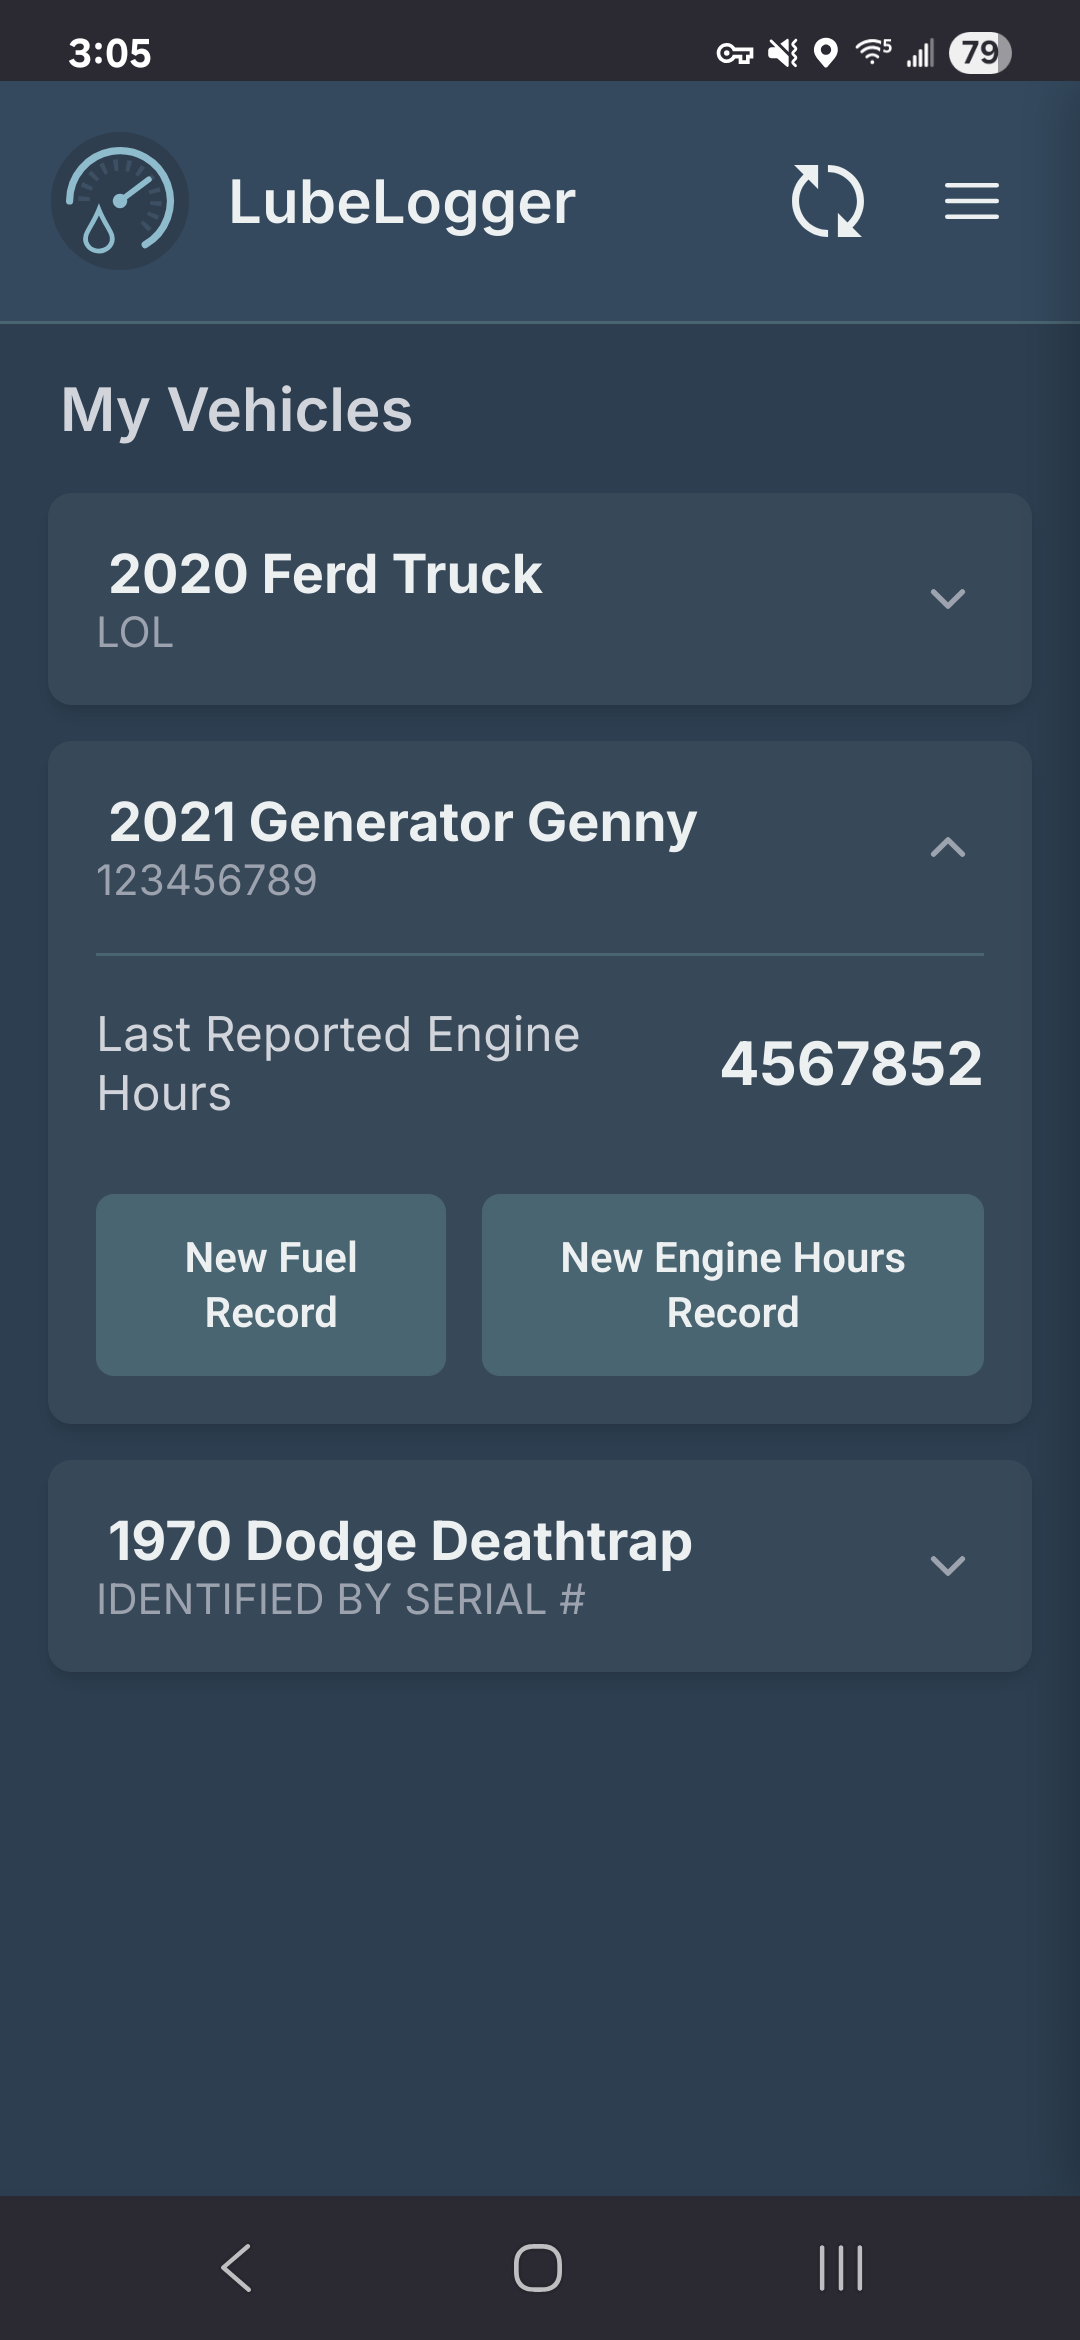 3:05
5
79
LubeLogger
My Vehicles
2020 Ferd Truck
LOL
2021 Generator Genny
123456789
Last Reported Engine
Hours
4567852
New Fuel
Record
New Engine Hours
Record
1970 Dodge Deathtrap
IDENTIFIED BY SERIAL #